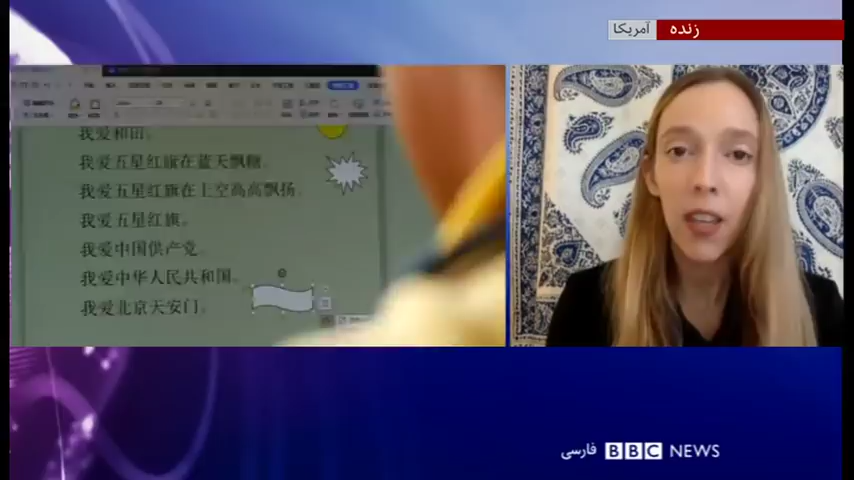 زنده
آمریکا
我爱和田。
我爱五星红旗在蓝天飘
我爱五星红旗在上空高高飘扬。
我爱五星红旗。
我爱中国供产党。
我爱中华人民共和国。
我爱北京天安门。
BBC NEWS فارسی